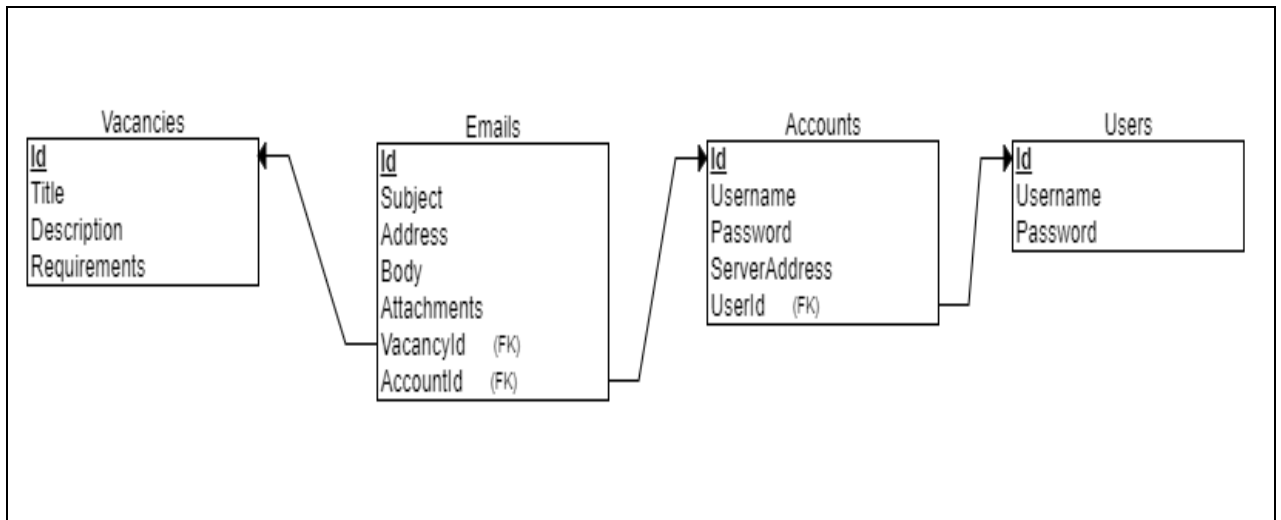 Vacancies
Id
Title
Description
Requirements
Emails
Id
Subject
Address
Body
Attachments
VacancyId (FK)
AccountId (FK)
Accounts
Id
Username
Password
ServerAddress
UserId (FK)
Users
Id
Username
Password